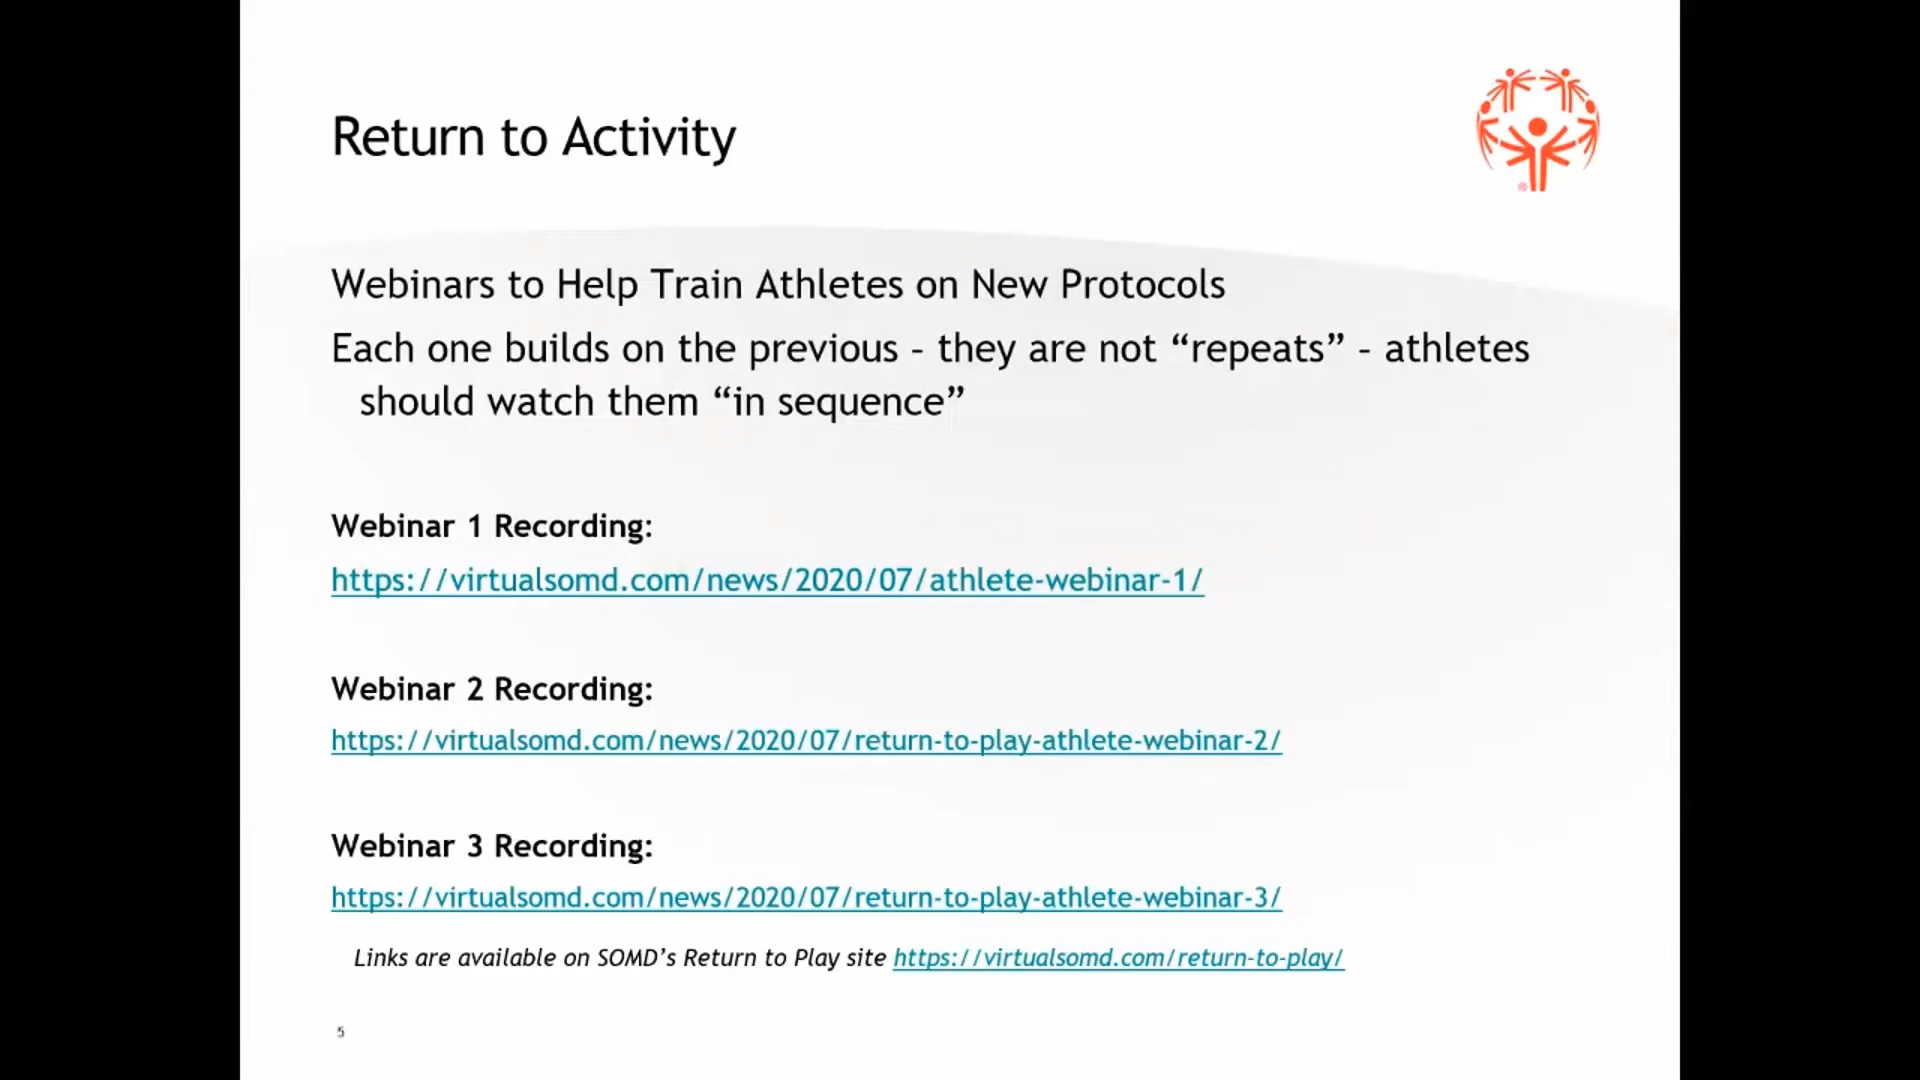 Return to Activity
Webinars to Help Train Athletes on New Protocols
Each one builds on the previous – they are not “repeats” – athletes
should watch them “in sequence”
Webinar 1 Recording:
https://virtualsomd.com/news/2020/07/athlete-webinar-1/
Webinar 2 Recording:
https://virtualsomd.com/news/2020/07/return-to-play-athlete-webinar-2/
Webinar 3 Recording:
https://virtualsomd.com/news/2020/07/return-to-play-athlete-webinar-3/
Links are available on SOMD’s Return to Play site https://virtualsomd.com/return-to-play/
5